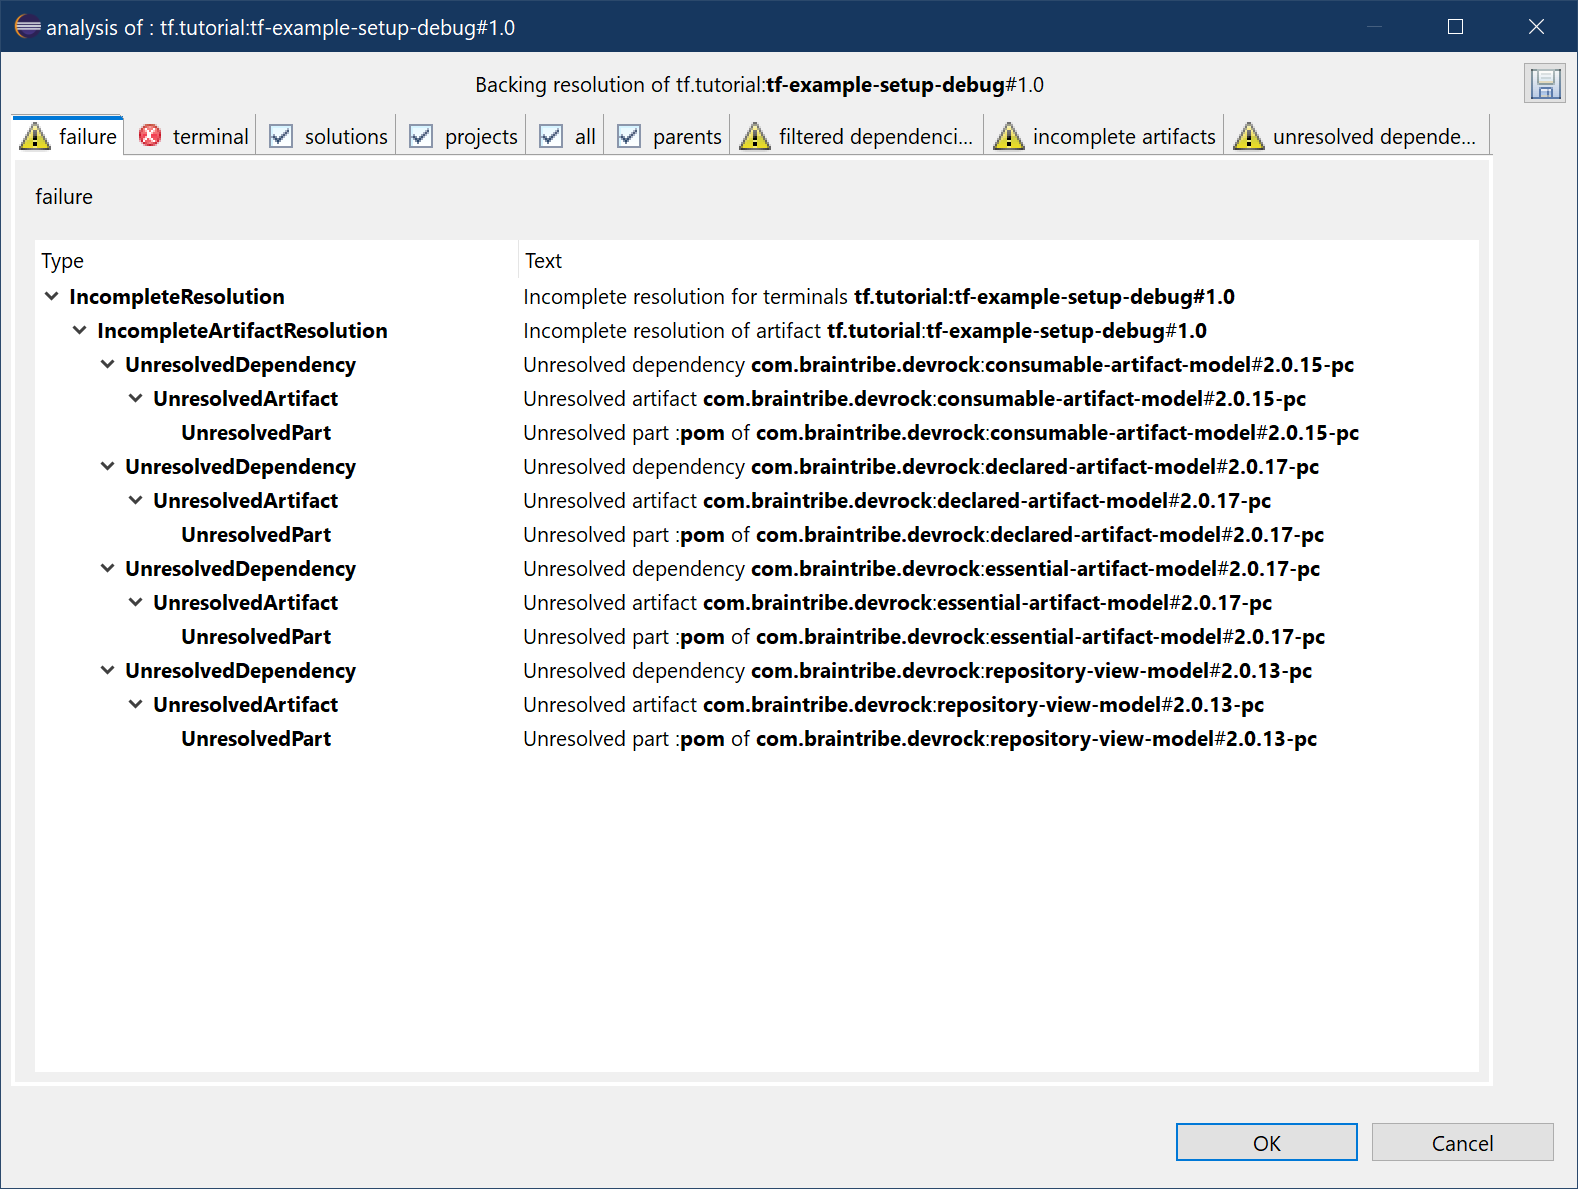 analysis of : tf.tutorial:tf-example-setup-debug#1.0
Backing resolution of tf.tutorial:tf-example-setup-debug#1.0
failure terminal solutions projects all parents filtered dependenci... incomplete artifacts unresolved depende...
failure
Type Text
IncompleteResolution Incomplete resolution for terminals tf.tutorial:tf-example-setup-debug#1.0
IncompleteArtifactResolution Incomplete resolution of artifact tf.tutorial:tf-example-setup-debug#1.0
UnresolvedDependency Unresolved dependency com.braintribe.devrock:consumable-artifact-model#2.0.15-pc
UnresolvedArtifact Unresolved artifact com.braintribe.devrock:consumable-artifact-model#2.0.15-pc
UnresolvedPart Unresolved part :pom of com.braintribe.devrock:consumable-artifact-model#2.0.15-pc
UnresolvedDependency Unresolved dependency com.braintribe.devrock:declared-artifact-model#2.0.17-pc
UnresolvedArtifact Unresolved artifact com.braintribe.devrock:declared-artifact-model#2.0.17-pc
UnresolvedPart Unresolved part :pom of com.braintribe.devrock:declared-artifact-model#2.0.17-pc
UnresolvedDependency Unresolved dependency com.braintribe.devrock:essential-artifact-model#2.0.17-pc
UnresolvedArtifact Unresolved artifact com.braintribe.devrock:essential-artifact-model#2.0.17-pc
UnresolvedPart Unresolved part :pom of com.braintribe.devrock:essential-artifact-model#2.0.17-pc
UnresolvedDependency Unresolved dependency com.braintribe.devrock:repository-view-model#2.0.13-pc
UnresolvedArtifact Unresolved artifact com.braintribe.devrock:repository-view-model#2.0.13-pc
UnresolvedPart Unresolved part :pom of com.braintribe.devrock:repository-view-model#2.0.13-pc
OK Cancel